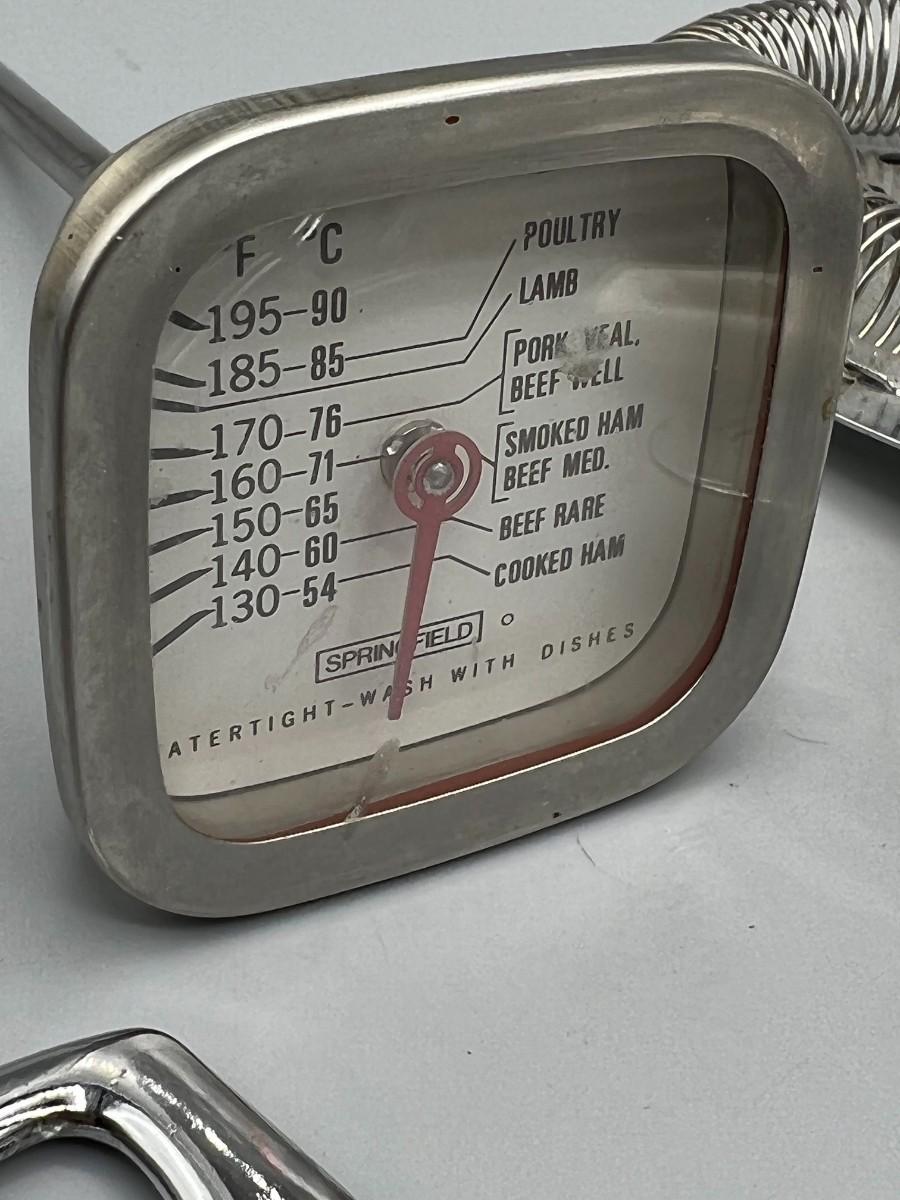 F °C
195-90
185-85
170-76
160-71
150-65
140-60
130-54
POULTRY
LAMB
PORK, VEAL,
BEEF WELL
SMOKED HAM
BEEF MED.
BEEF RARE
COOKED HAM
SPRINGFIELD
ATERTIGHT-WASH WITH DISHES